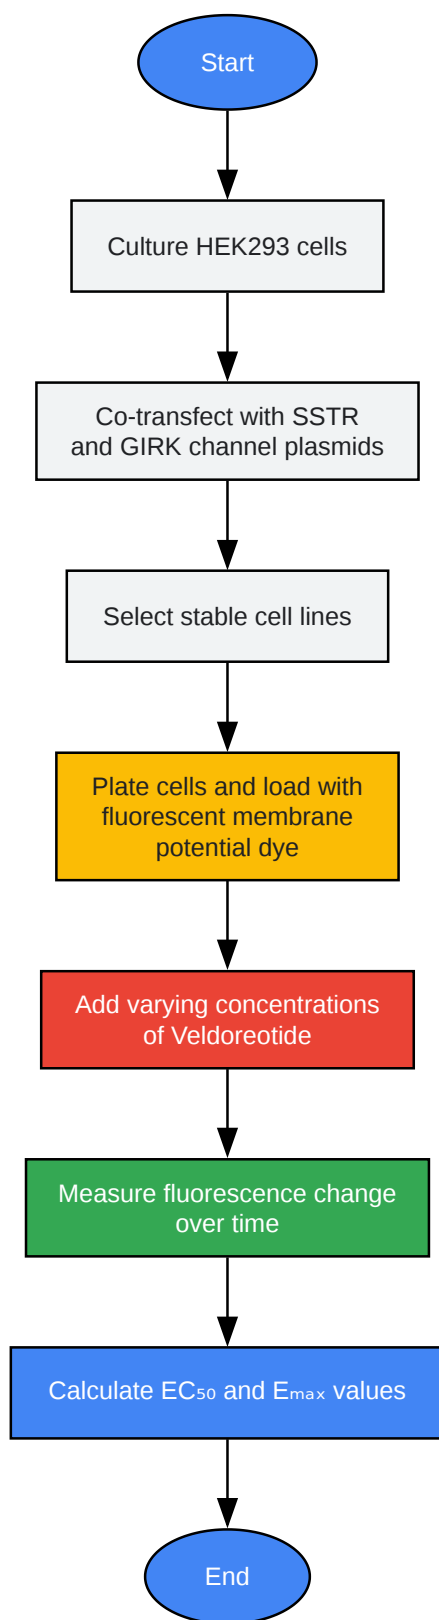 Start
Culture HEK293 cells
Co-transfect with SSTR
and GIRK channel plasmids
Select stable cell lines
Plate cells and load with
fluorescent membrane
potential dye
Add varying concentrations
of Veldoreotide
Measure fluorescence change
over time
Calculate EC₅₀ and Eₘₐₓ values
End